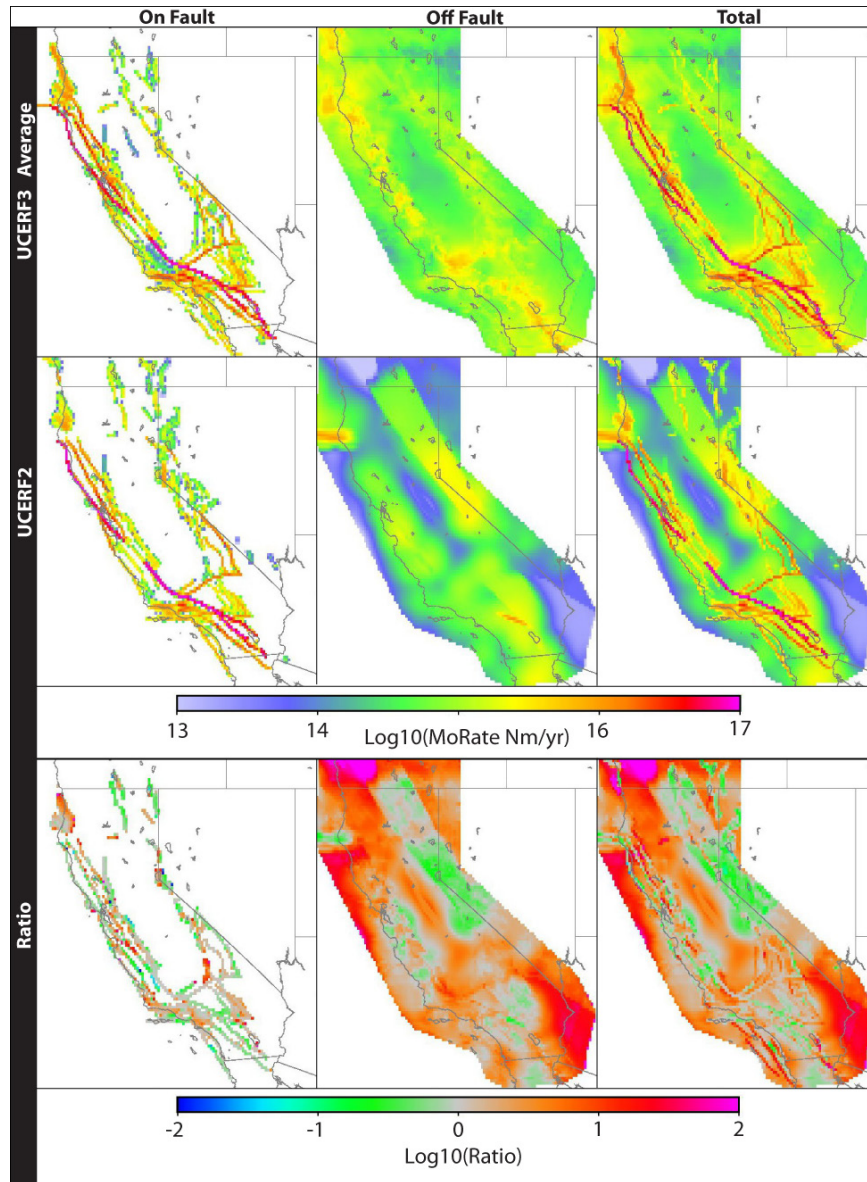 On Fault Off Fault Total
UCERF3 Average
UCERF2
13 14 16 17
Log10(MoRate Nm/yr)
Ratio
-2 -1 0 1 2
Log10(Ratio)